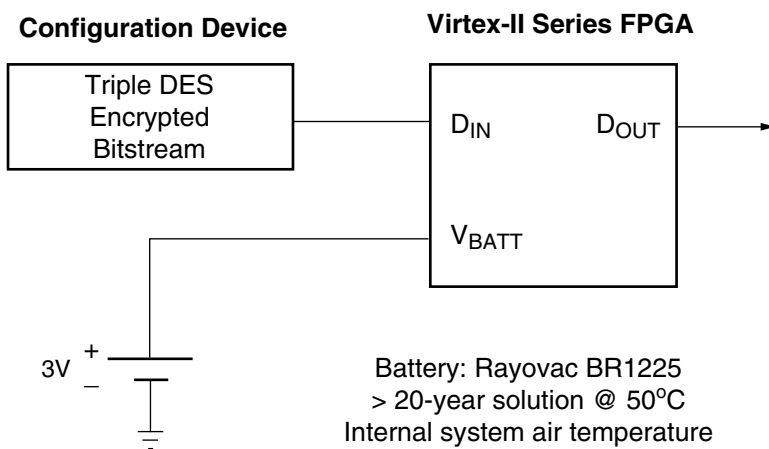 Configuration Device
Virtex-II Series FPGA
Triple DES
Encrypted
Bitstream
DIN
DOUT
VBATT
3V
+
–
Battery: Rayovac BR1225
> 20-year solution @ 50°C
Internal system air temperature